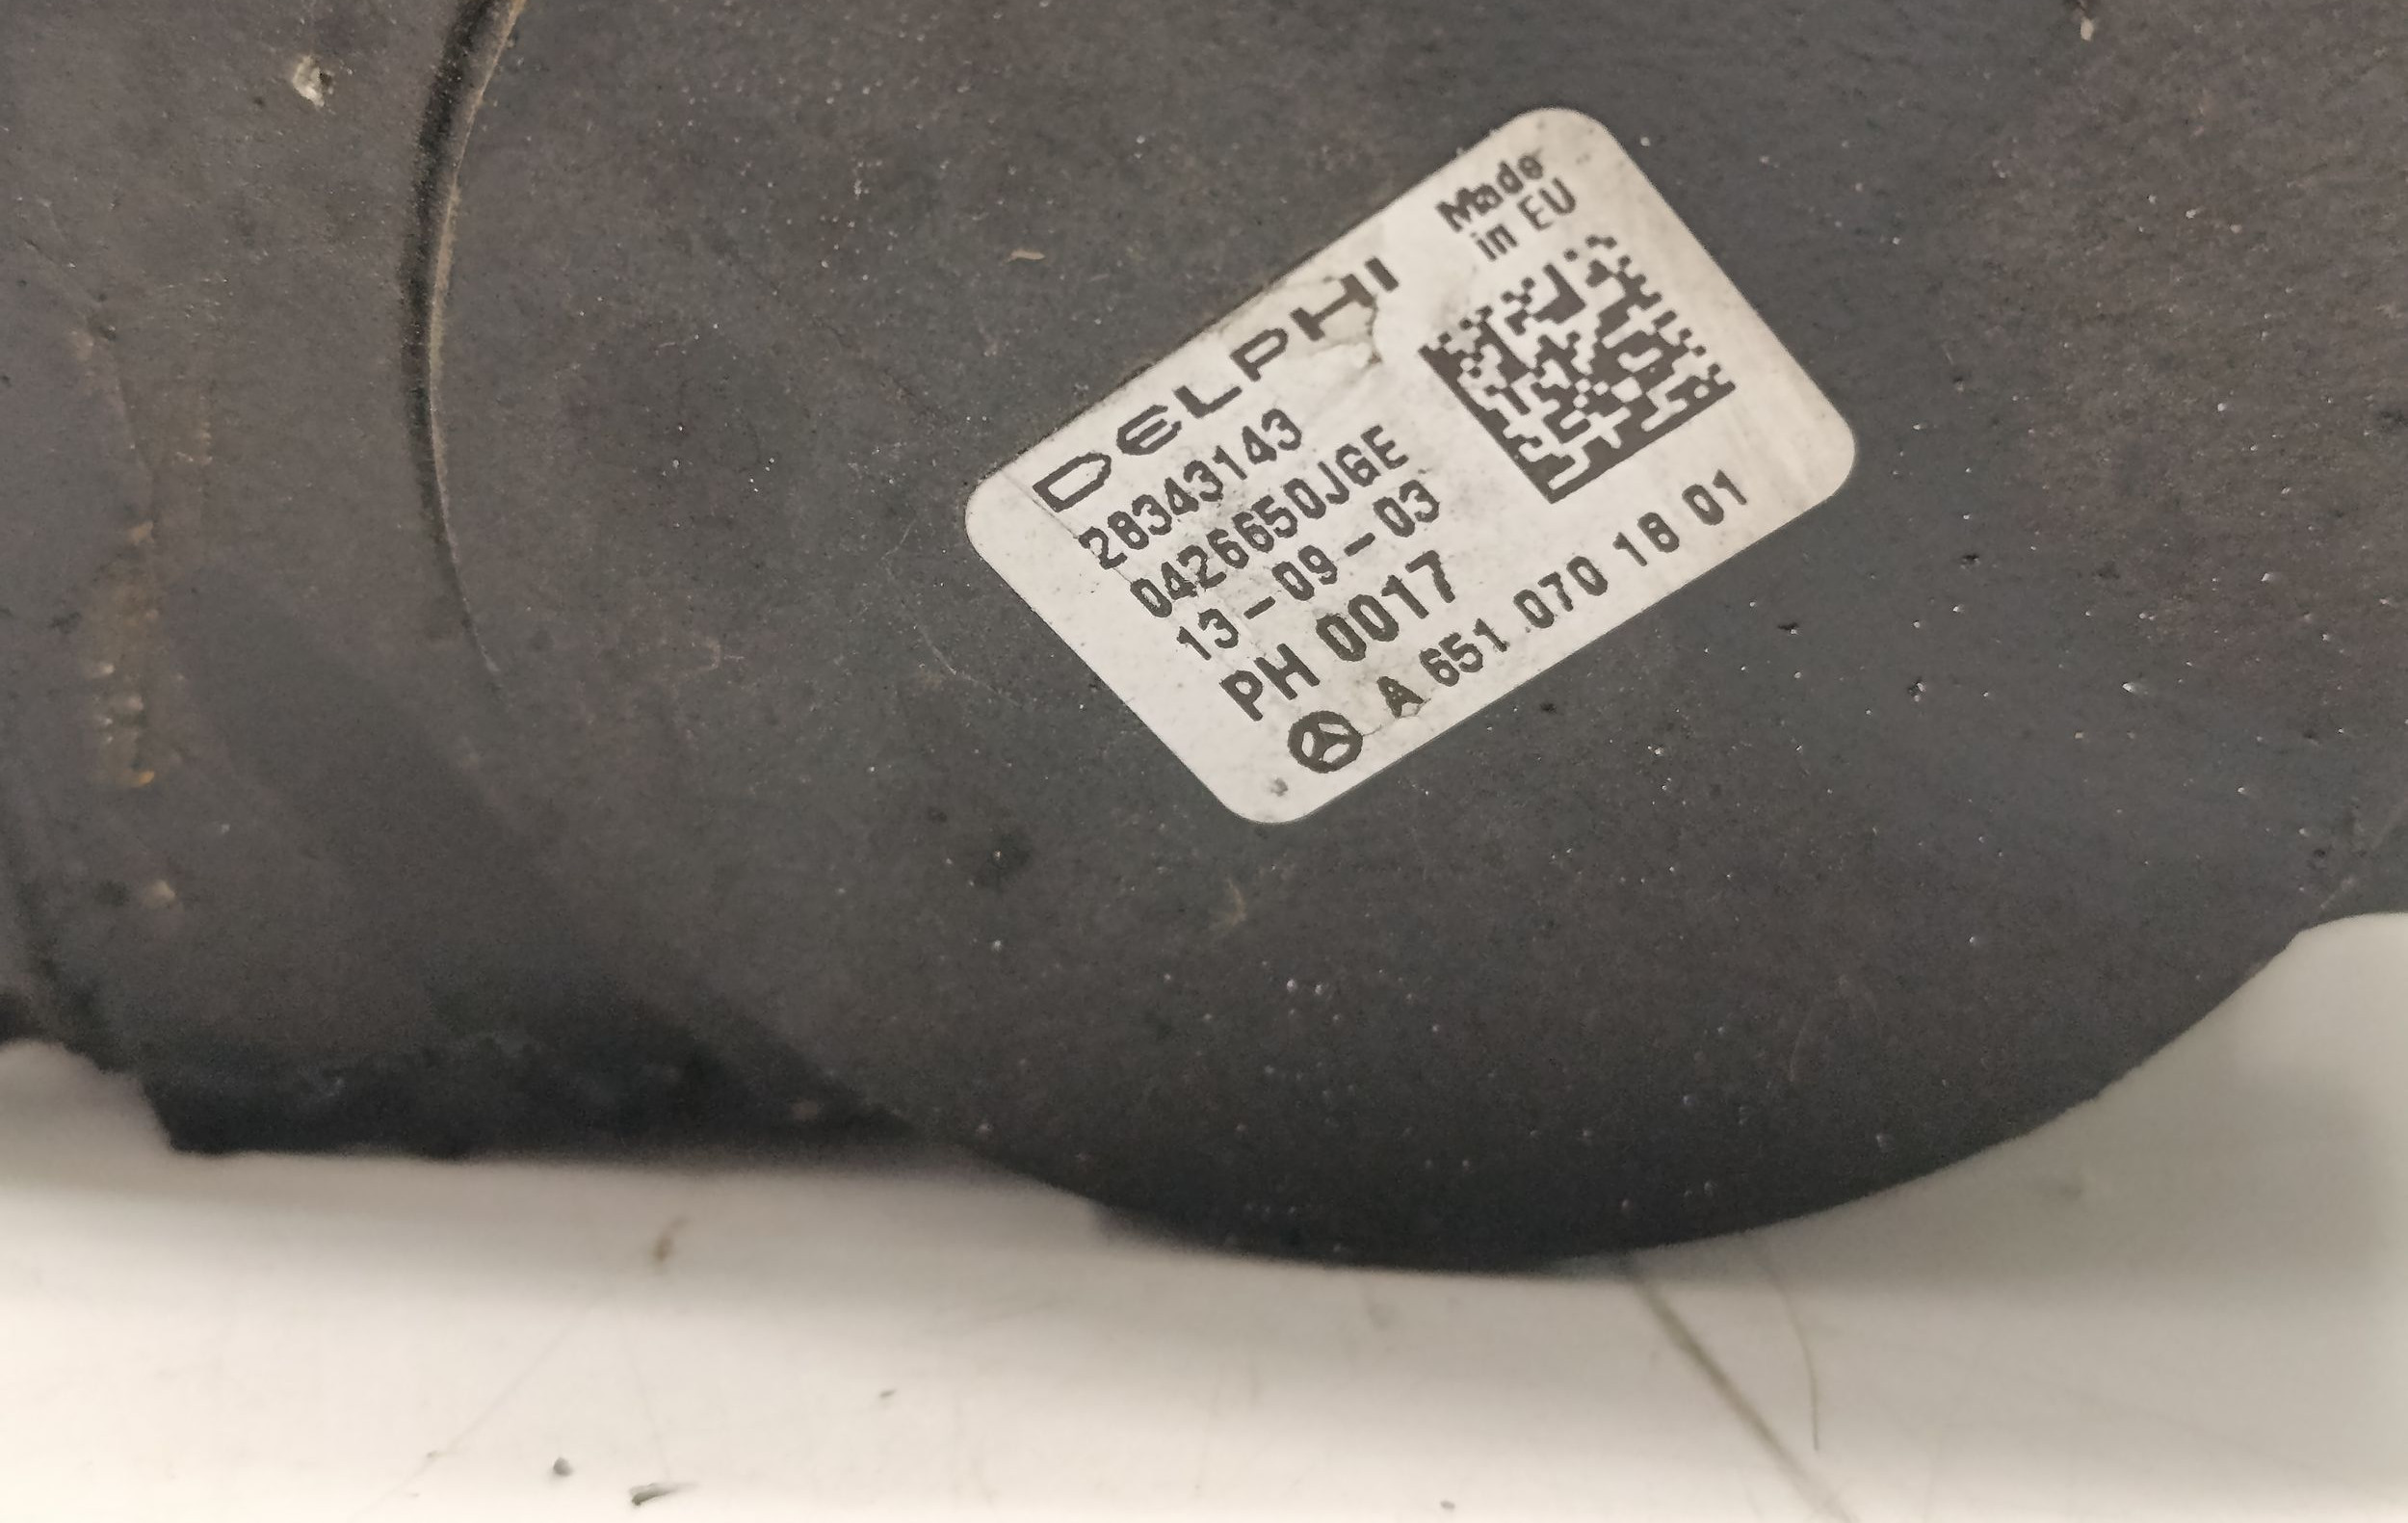 DELPHI
Made
in EU
28343143
0426650JGE
13-09-03
PH 0017
A 651 070 18 01